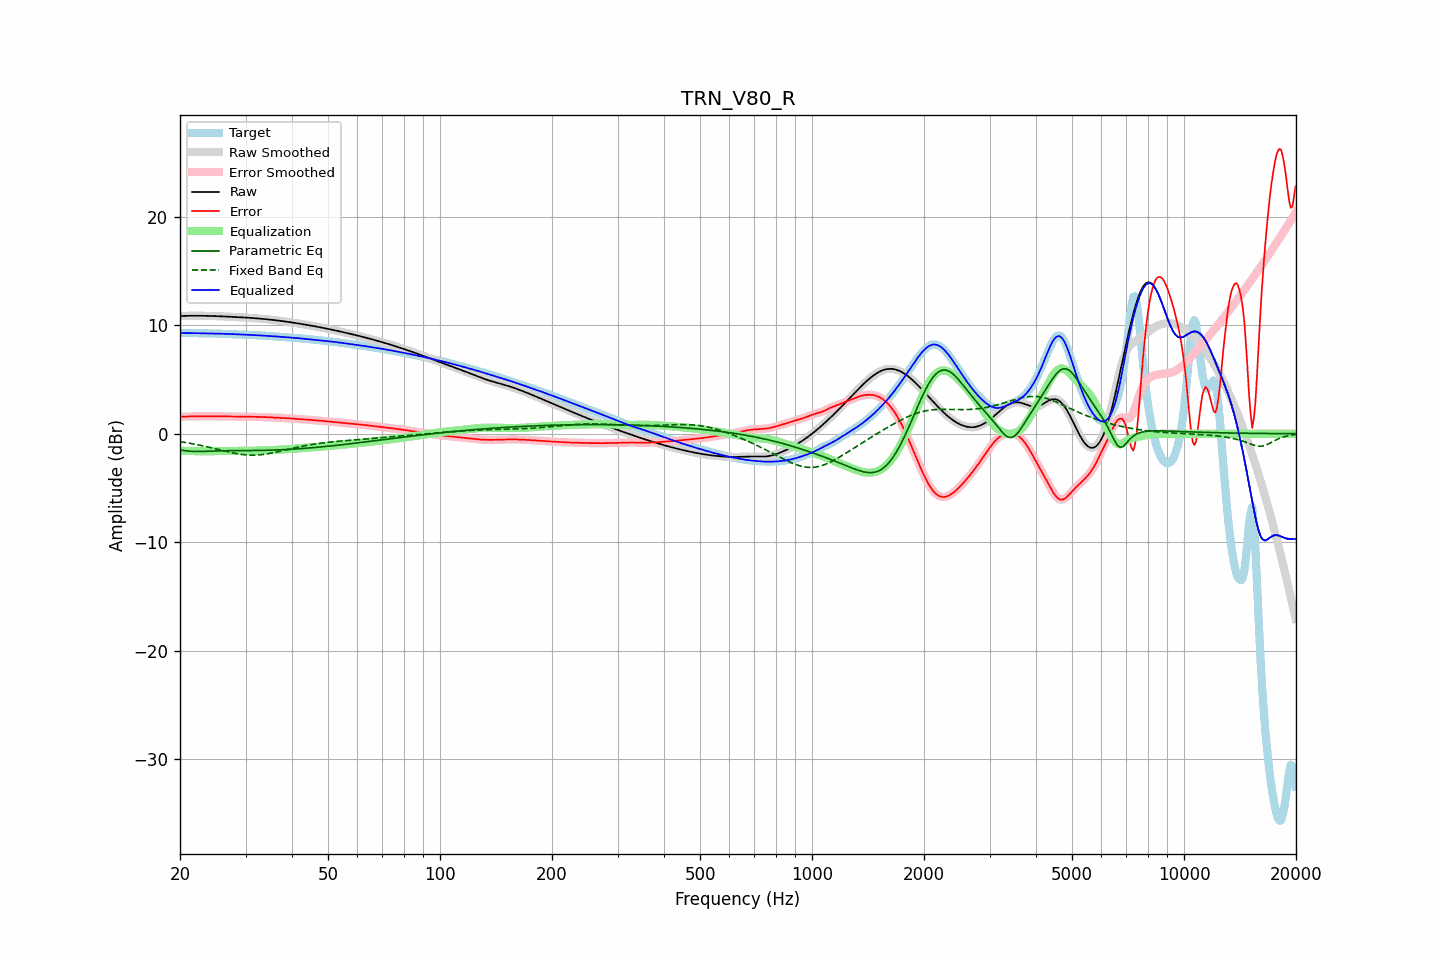 TRN_V80_R
Target
Raw Smoothed
Error Smoothed
Raw
Error
Equalization
Parametric Eq
Fixed Band Eq
Equalized
20
10
0
−10
−20
−30
Amplitude (dBr)
20 50 100 200 500 1000 2000 5000 10000 20000
Frequency (Hz)